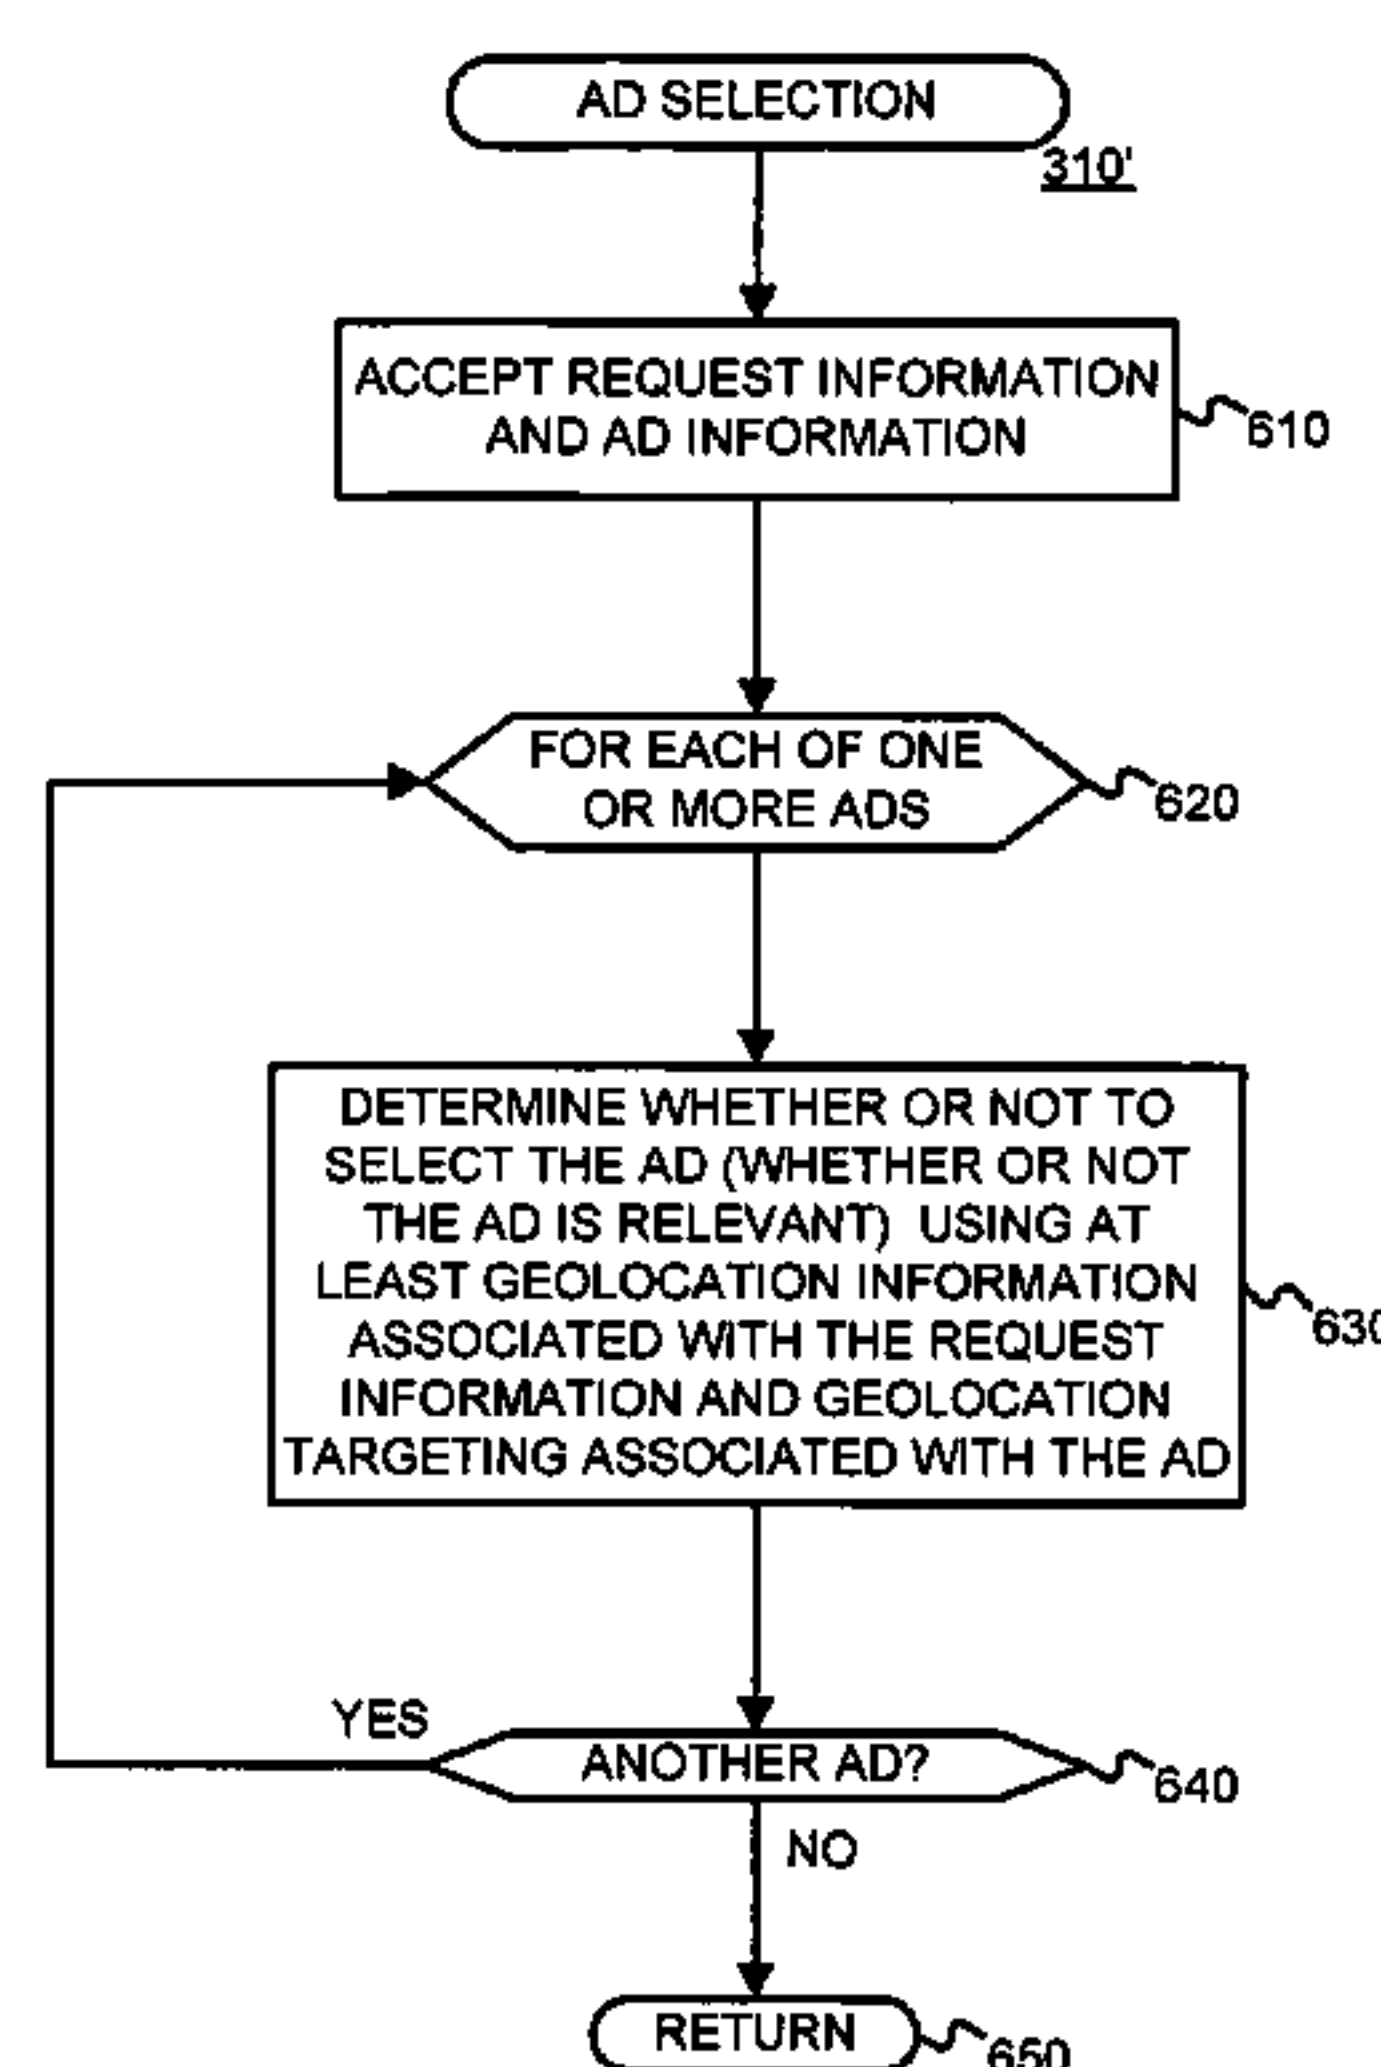 AD SELECTION
310'
ACCEPT REQUEST INFORMATION
AND AD INFORMATION
610
FOR EACH OF ONE
OR MORE ADS
620
DETERMINE WHETHER OR NOT TO
SELECT THE AD (WHETHER OR NOT
THE AD IS RELEVANT) USING AT
LEAST GEOLOCATION INFORMATION
ASSOCIATED WITH THE REQUEST
INFORMATION AND GEOLOCATION
TARGETING ASSOCIATED WITH THE AD
630
YES
ANOTHER AD?
640
NO
RETURN
650